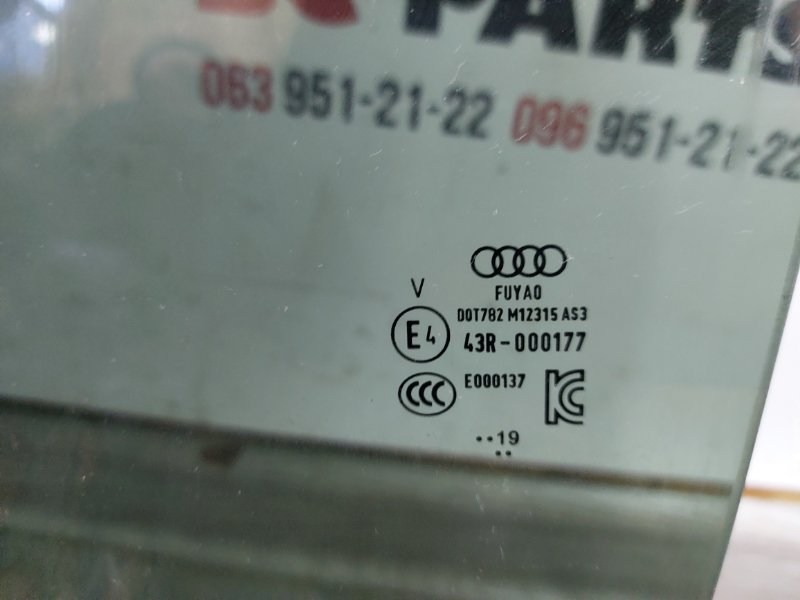 PARTS
063 951-21-22 096 951-21-22
V
FUYAO
DOT782 M12315 AS3
E4 43R-000177
CCC E000137 KC
••19
••